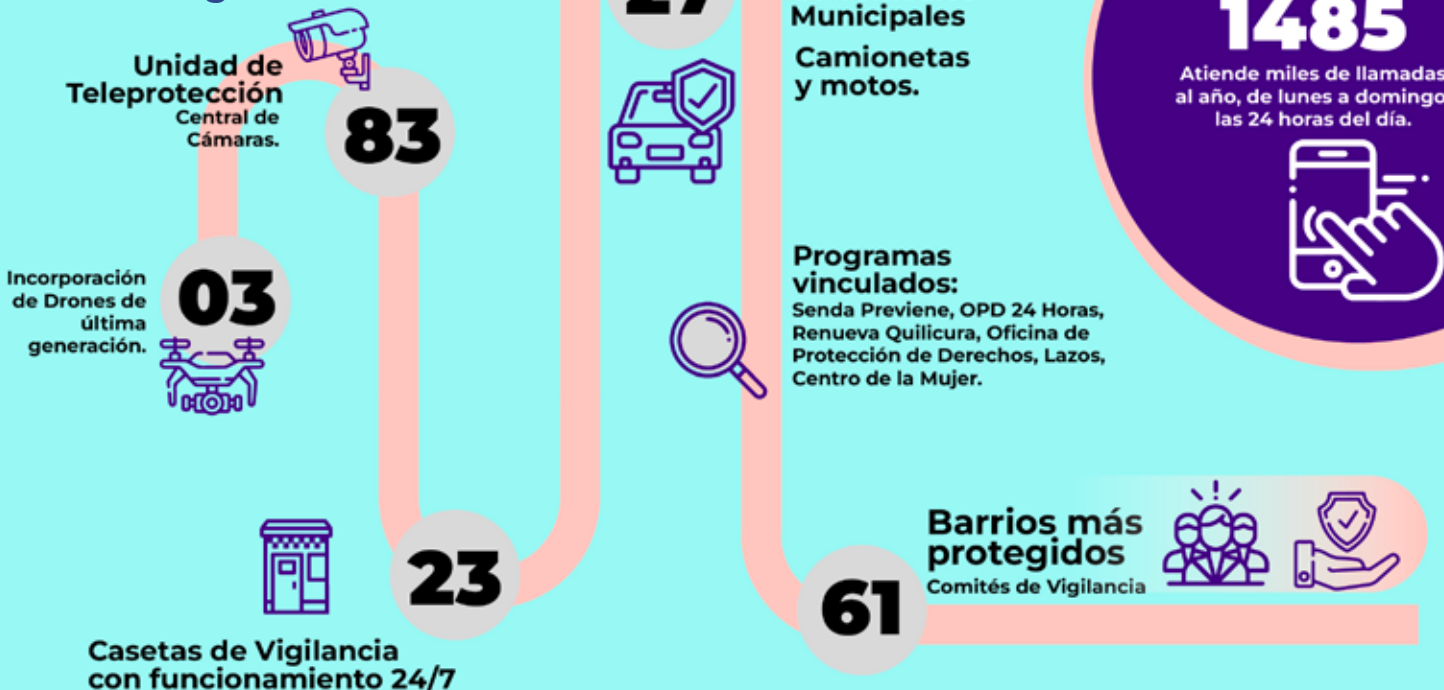 Unidad de
Teleprotección
Central de
Cámaras.
83
Incorporación
de Drones de
última
generación.
03
23
Casetas de Vigilancia
con funcionamiento 24/7
27
Municipales
Camionetas
y motos.
Programas
vinculados:
Senda Previene, OPD 24 Horas,
Renueva Quilicura, Oficina de
Protección de Derechos, Lazos,
Centro de la Mujer.
61
Barrios más
protegidos
Comités de Vigilancia
1485
Atiende miles de llamadas
al año, de lunes a domingo
las 24 horas del día.